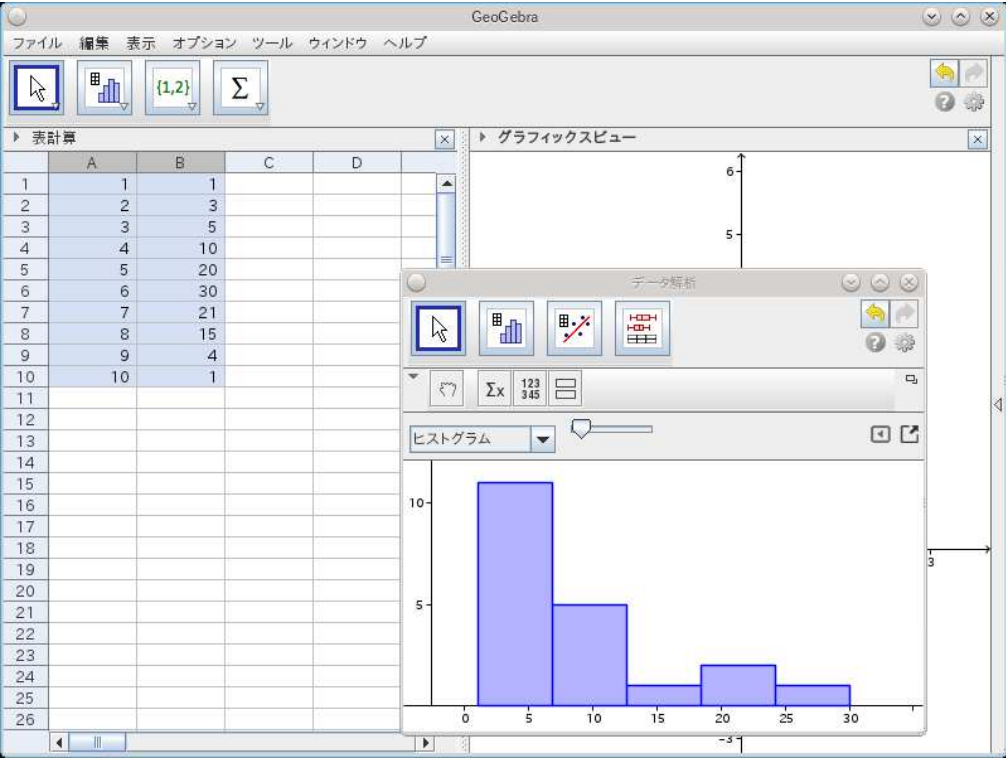 GeoGebra
ファイル 編集 表示 オプション ツール ウィンドウ ヘルプ
{1,2} Σ
表計算
グラフィックスビュー
A B C D
1 1 1
2 2 3
3 3 5
4 4 10
5 5 20
6 6 30
7 7 21
8 8 15
9 9 4
10 10 1
11
12
13
14
15
16
17
18
19
20
21
22
23
24
25
26
6
5
3
-3
データ解析
Σx 123 345
ヒストグラム
10
5
0 5 10 15 20 25 30